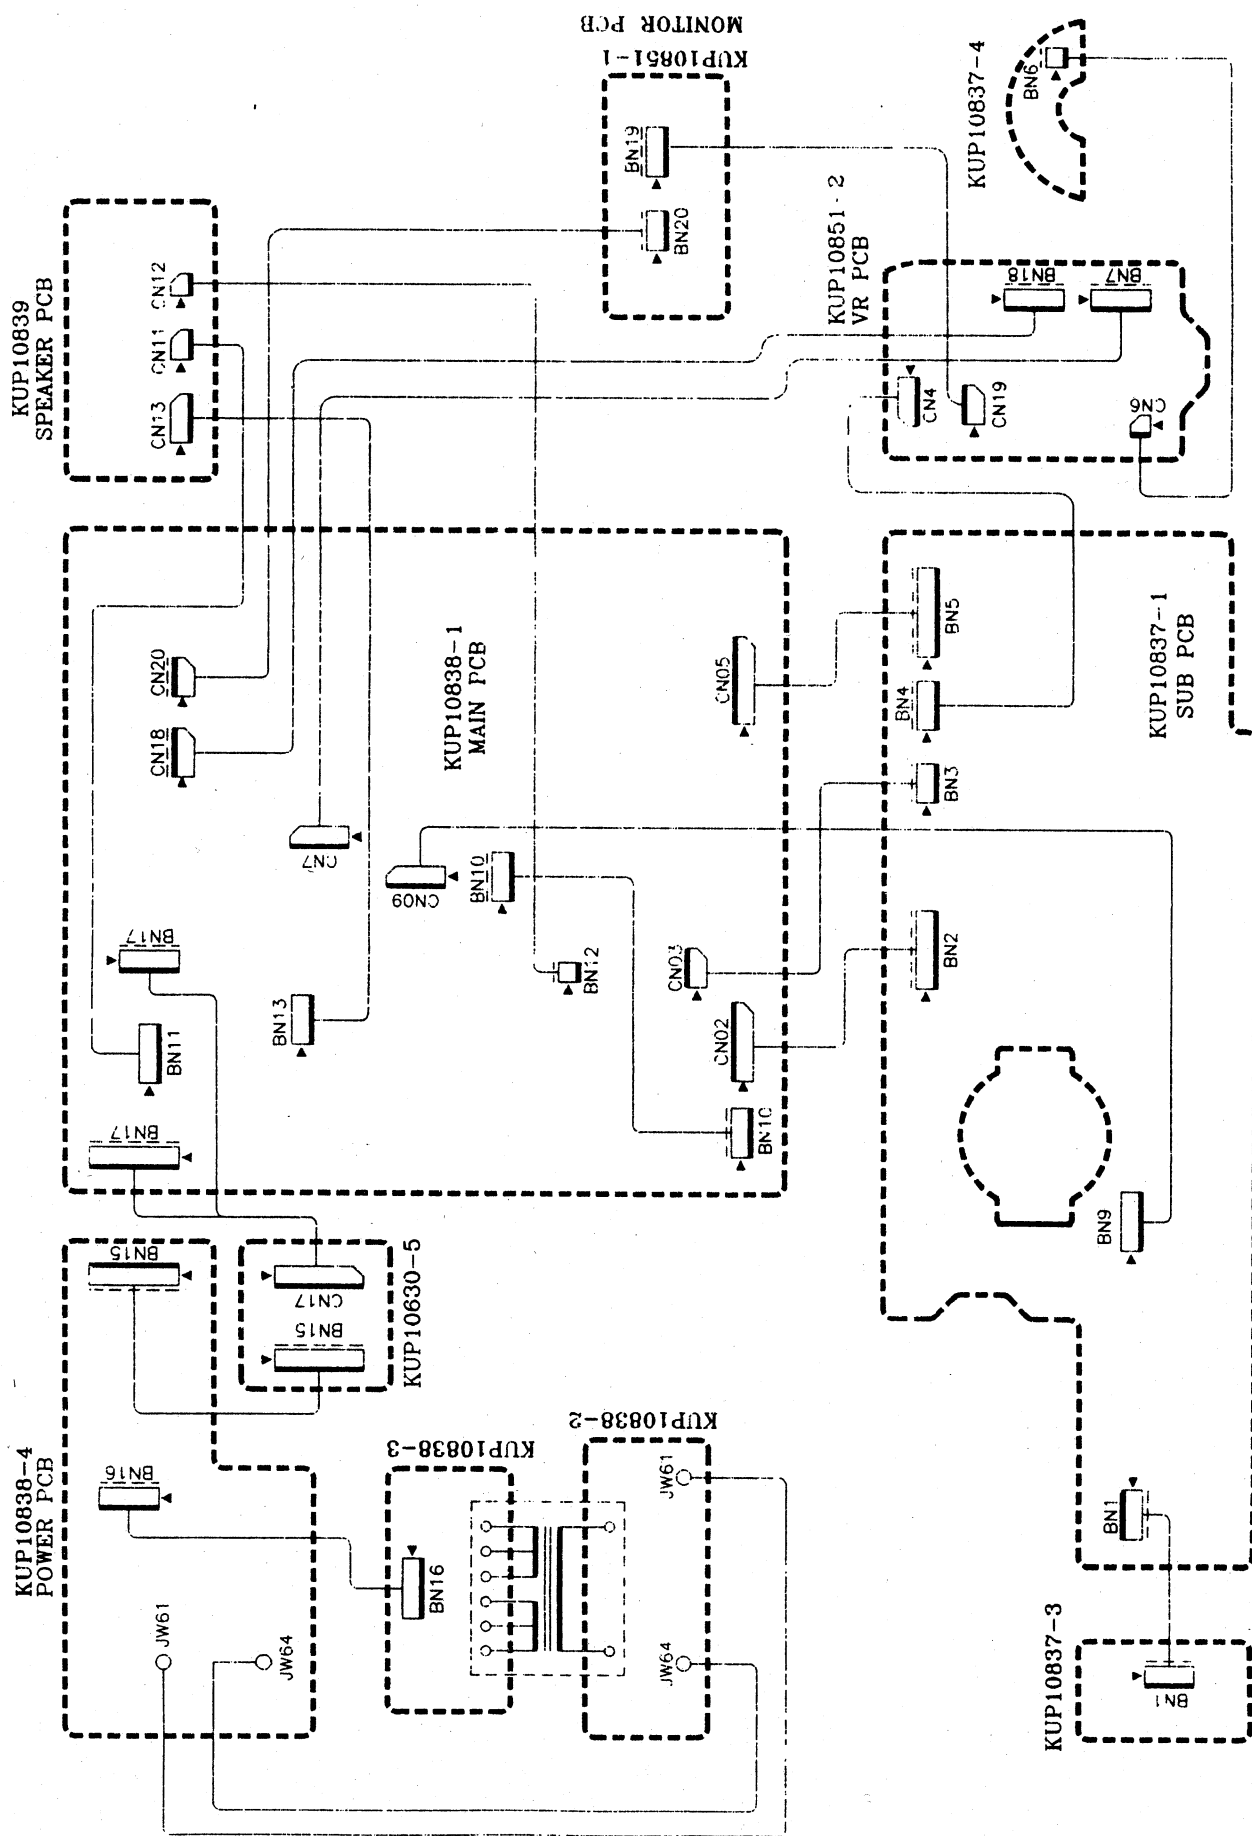 MONITOR PCB
KUP10851-1
BN19
BN20
KUP10837-4
BN6
KUP10839
SPEAKER PCB
CN12
CN11
CN13
KUP10851-2
VR PCB
BN18
BN7
CN4
CN19
CN6
KUP10838-1
MAIN PCB
CN20
CN18
CN7
CN09
BN10
BN17
BN11
BN13
BN12
CN03
CN02
CN05
BN10
BN17
KUP10837-1
SUB PCB
BN5
BN4
BN3
BN2
BN9
BN1
KUP10838-4
POWER PCB
BN15
BN16
JW61
JW64
CN17
BN15
KUP10630-5
KUP10838-3
BN16
KUP10838-2
JW61
JW64
KUP10837-3
BN1